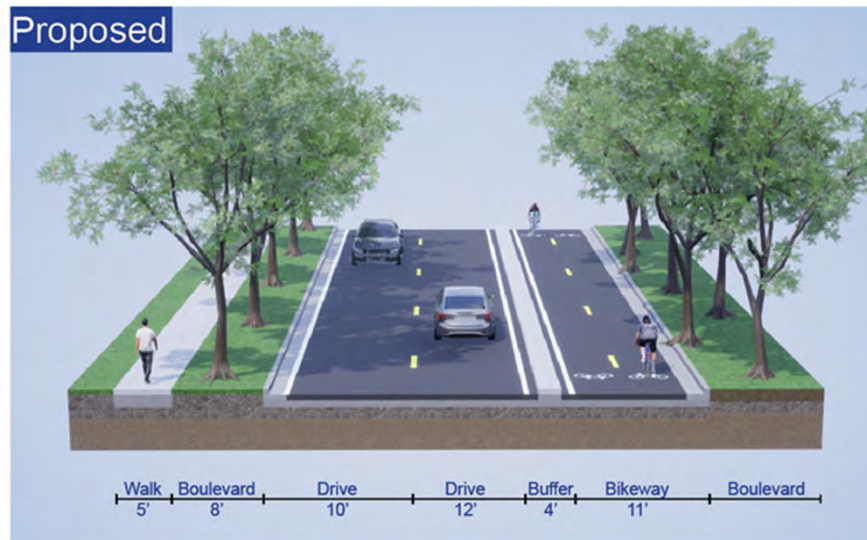 Proposed
Walk Boulevard Drive Drive Buffer Bikeway Boulevard
5' 8' 10' 12' 4' 11'